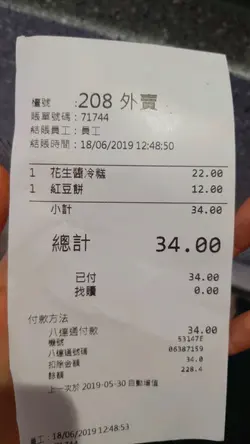 檯號 :208 外賣
賬單號碼：71744
結賬員工：員工
結賬時間：18/06/2019 12:48:50
1 花生醬冷糕 22.00
1 紅豆餅 12.00
小計 34.00
總計 34.00
已付 34.00
找贖 0.00
付款方法
八達通付款 34.00
機號 53147E
八達通號碼 06387159
扣除金額 34.0
餘額 228.4
上一次於 2019-05-30 自動增值
員工：18/06/2019 12:48:53